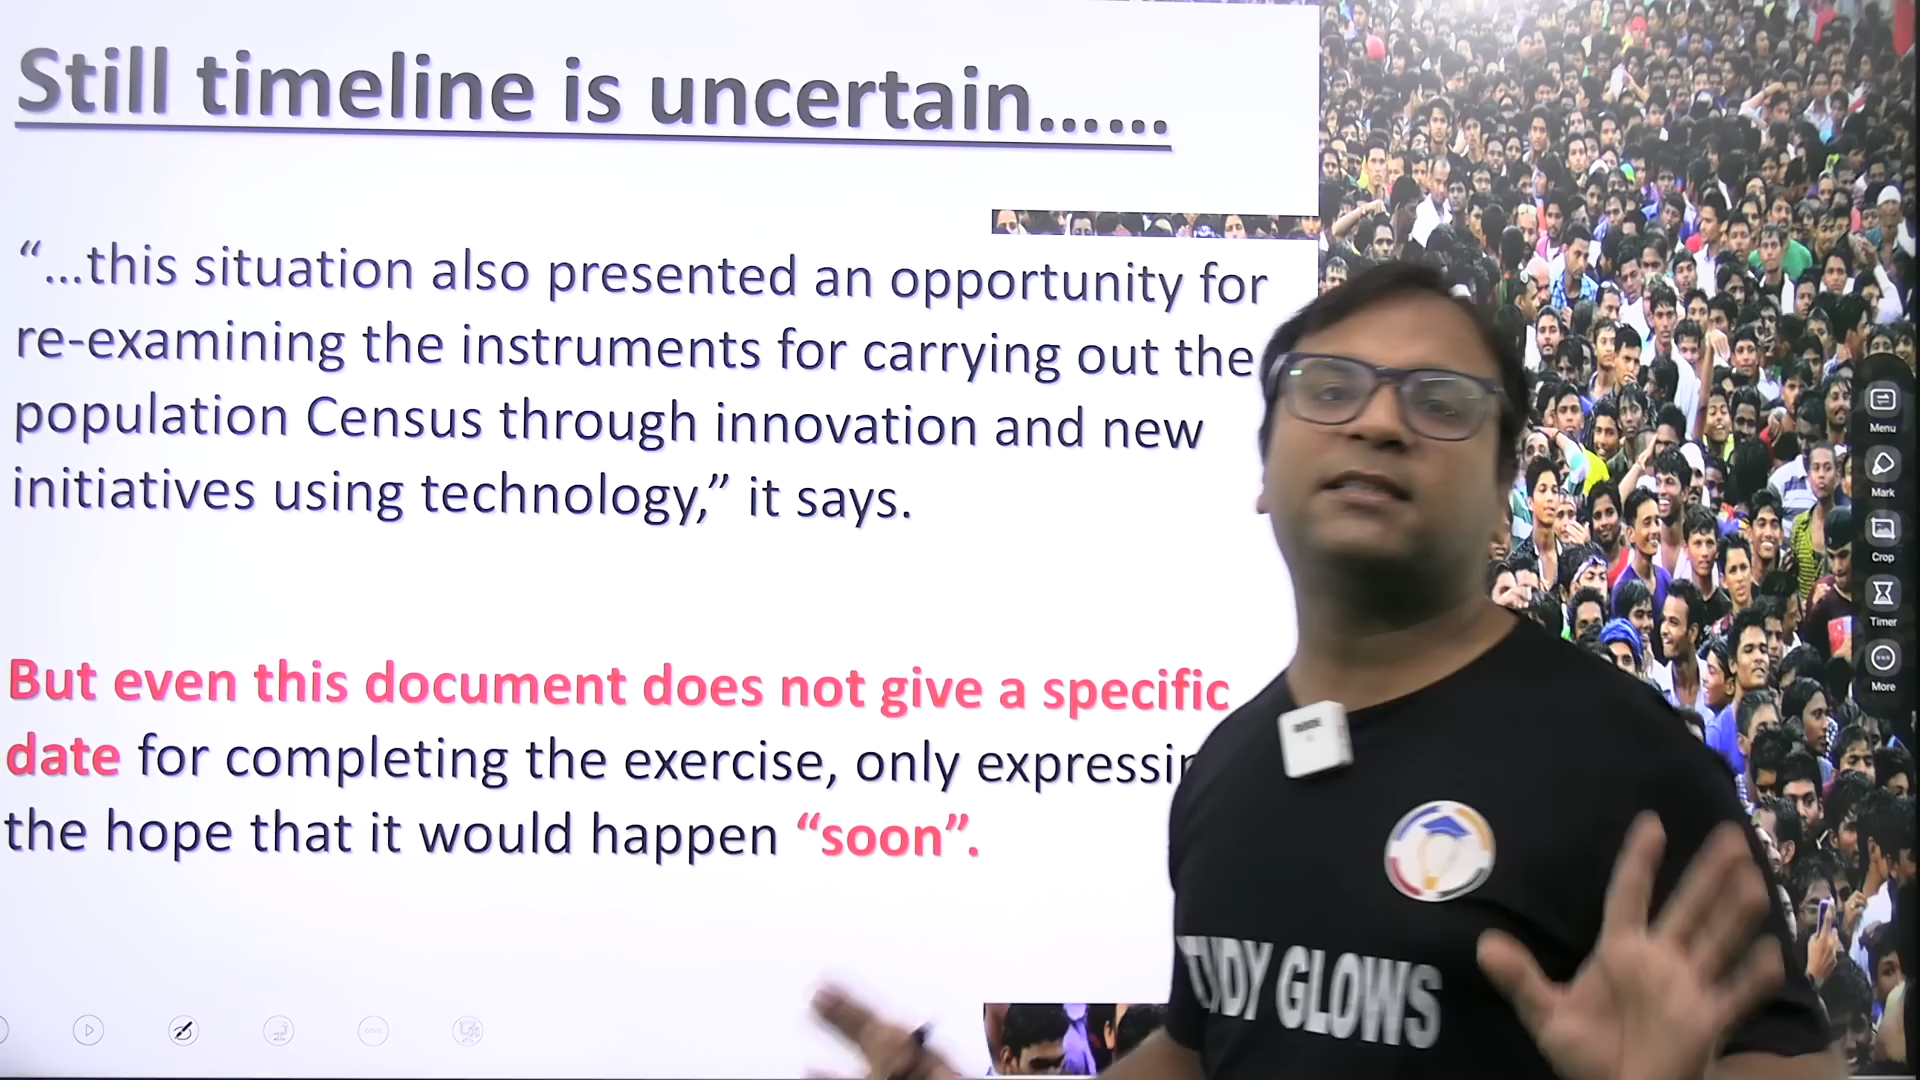 Still timeline is uncertain......
“...this situation also presented an opportunity for
re-examining the instruments for carrying out the
population Census through innovation and new
initiatives using technology,” it says.
But even this document does not give a specific
date for completing the exercise, only
the hope that it would happen “soon”.
Menu
Mark
Crop
Timer
More
GLOWS